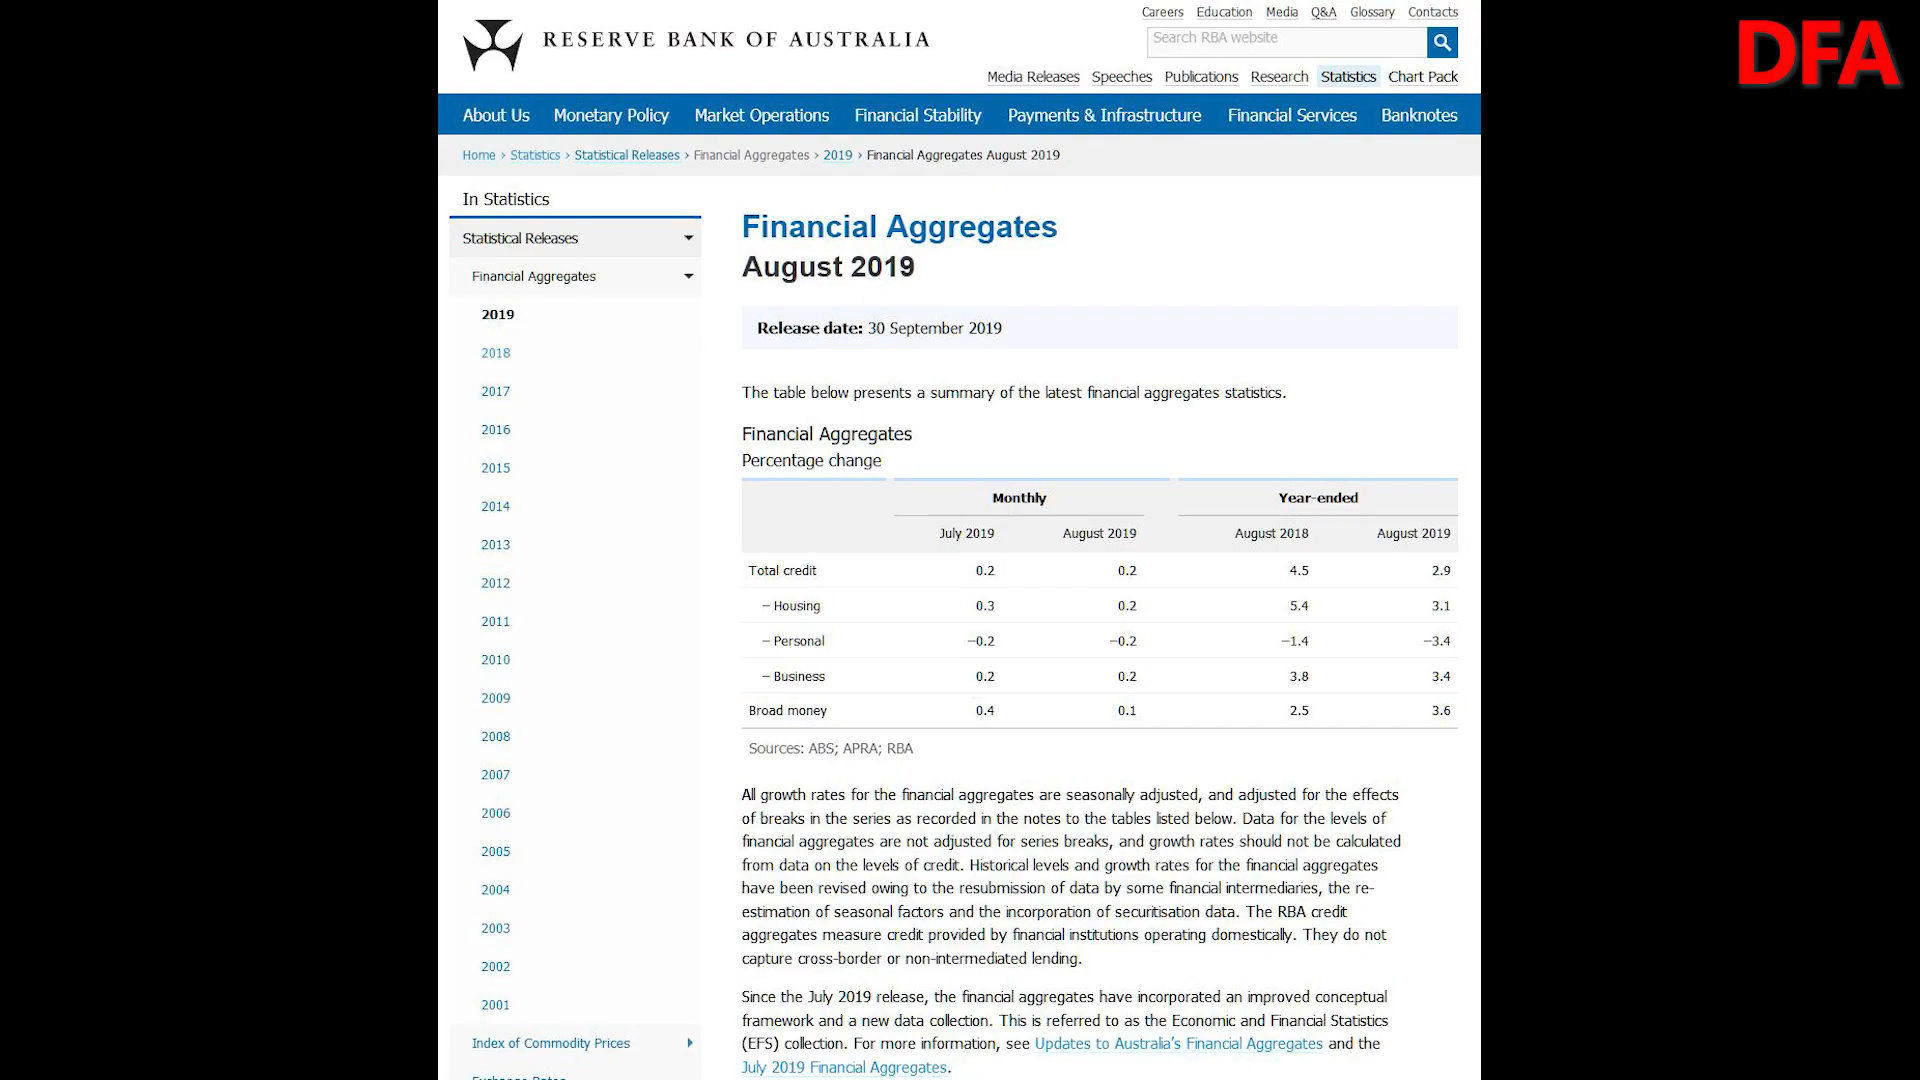 Careers Education Media Q&A Glossary Contacts
DFA
RESERVE BANK OF AUSTRALIA
Search RBA website
Media Releases Speeches Publications Research Statistics Chart Pack
About Us Monetary Policy Market Operations Financial Stability Payments & Infrastructure Financial Services Banknotes
Home › Statistics › Statistical Releases › Financial Aggregates › 2019 › Financial Aggregates August 2019
In Statistics
Statistical Releases
Financial Aggregates
2019
2018
2017
2016
2015
2014
2013
2012
2011
2010
2009
2008
2007
2006
2005
2004
2003
2002
2001
Index of Commodity Prices
Exchange Rates
Financial Aggregates
August 2019
Release date: 30 September 2019
The table below presents a summary of the latest financial aggregates statistics.
Financial Aggregates
Percentage change
Monthly Year-ended
July 2019 August 2019 August 2018 August 2019
Total credit 0.2 0.2 4.5 2.9
– Housing 0.3 0.2 5.4 3.1
– Personal −0.2 −0.2 −1.4 −3.4
– Business 0.2 0.2 3.8 3.4
Broad money 0.4 0.1 2.5 3.6
Sources: ABS; APRA; RBA
All growth rates for the financial aggregates are seasonally adjusted, and adjusted for the effects
of breaks in the series as recorded in the notes to the tables listed below. Data for the levels of
financial aggregates are not adjusted for series breaks, and growth rates should not be calculated
from data on the levels of credit. Historical levels and growth rates for the financial aggregates
have been revised owing to the resubmission of data by some financial intermediaries, the re-
estimation of seasonal factors and the incorporation of securitisation data. The RBA credit
aggregates measure credit provided by financial institutions operating domestically. They do not
capture cross-border or non-intermediated lending.
Since the July 2019 release, the financial aggregates have incorporated an improved conceptual
framework and a new data collection. This is referred to as the Economic and Financial Statistics
(EFS) collection. For more information, see Updates to Australia's Financial Aggregates and the
July 2019 Financial Aggregates.